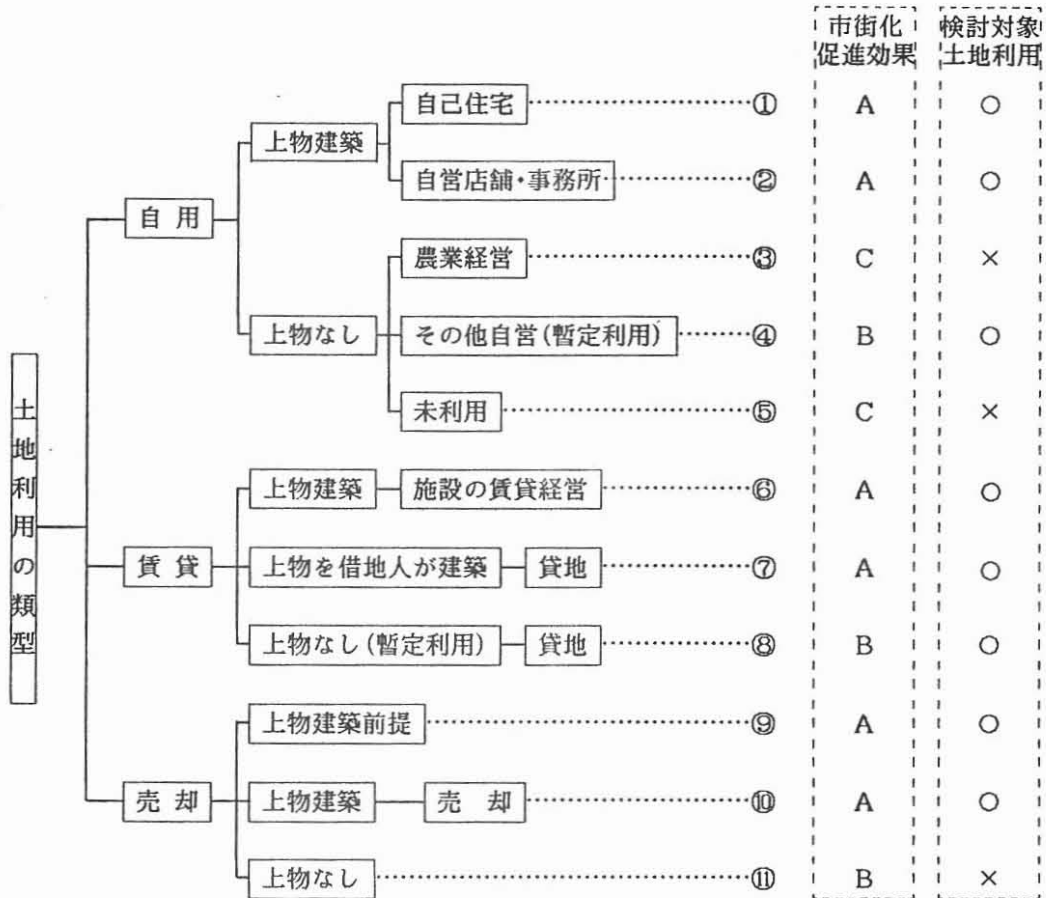 市街化
促進効果
検討対象
土地利用
土地利用の類型
自用
上物建築
自己住宅 ① A ○
自営店舗・事務所 ② A ○
上物なし
農業経営 ③ C ×
その他自営(暫定利用) ④ B ○
未利用 ⑤ C ×
賃貸
上物建築 施設の賃貸経営 ⑥ A ○
上物を借地人が建築 貸地 ⑦ A ○
上物なし(暫定利用) 貸地 ⑧ B ○
売却
上物建築前提 ⑨ A ○
上物建築 売却 ⑩ A ○
上物なし ⑪ B ×